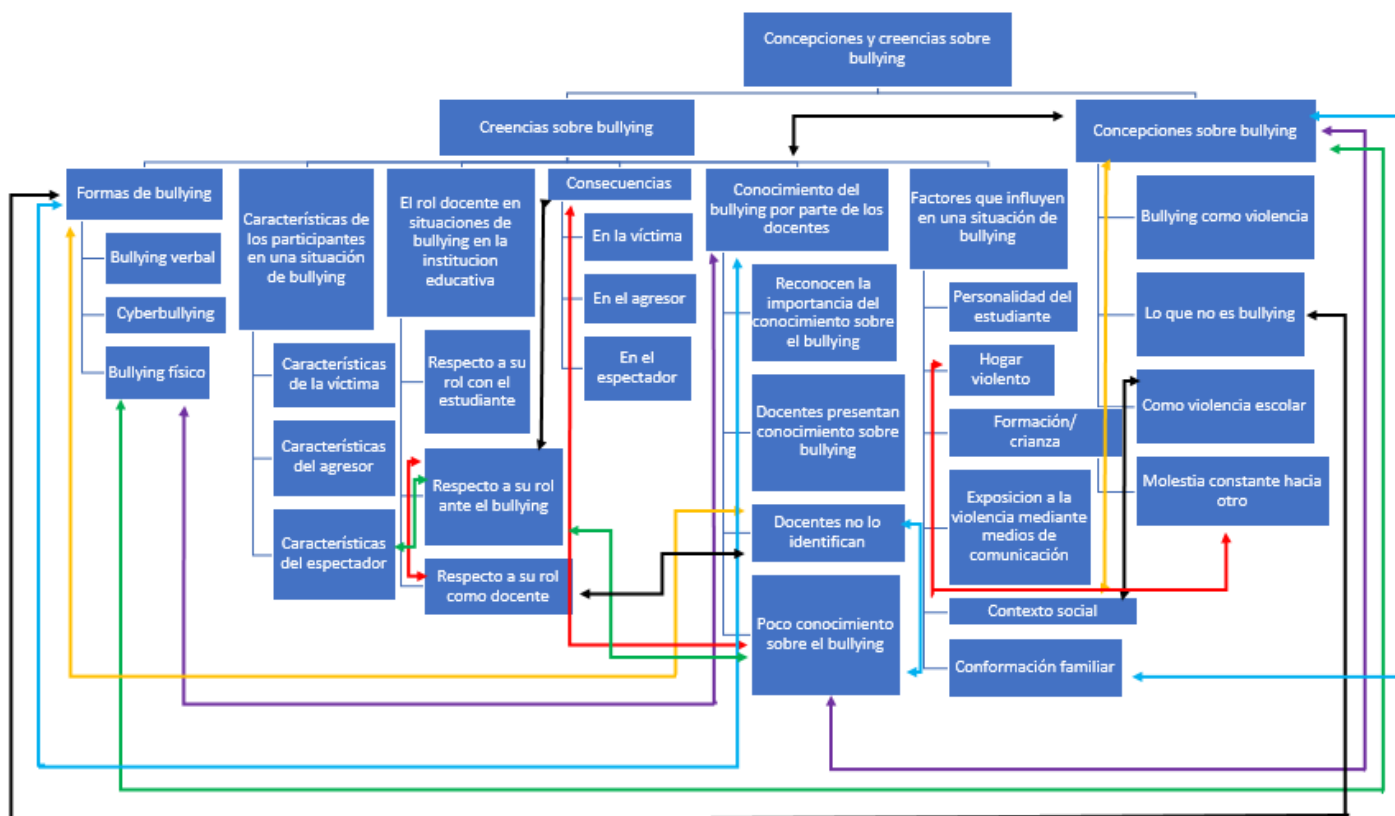 Concepciones y creencias sobre
bullying
Creencias sobre bullying
Concepciones sobre bullying
Formas de bullying
Bullying verbal
Cyberbullying
Bullying físico
Características de
los participantes en
una situación de
bullying
Características
de la víctima
Características
del agresor
Características
del espectador
El rol docente en
situaciones de
bullying en la
institucion
educativa
Respecto a su
rol con el
estudiante
Respecto a su rol
ante el bullying
Respecto a su rol
como docente
Consecuencias
En la víctima
En el agresor
En el
espectador
Conocimiento del
bullying por parte de los
docentes
Reconocen la
importancia del
conocimiento sobre
el bullying
Docentes presentan
conocimiento sobre
bullying
Docentes no lo
identifican
Poco conocimiento
sobre el bullying
Factores que influyen
en una situación de
bullying
Personalidad del
estudiante
Hogar
violento
Formación/
crianza
Exposicion a la
violencia mediante
medios de
comunicación
Contexto social
Conformación familiar
Bullying como violencia
Lo que no es bullying
Como violencia escolar
Molestia constante hacia
otro